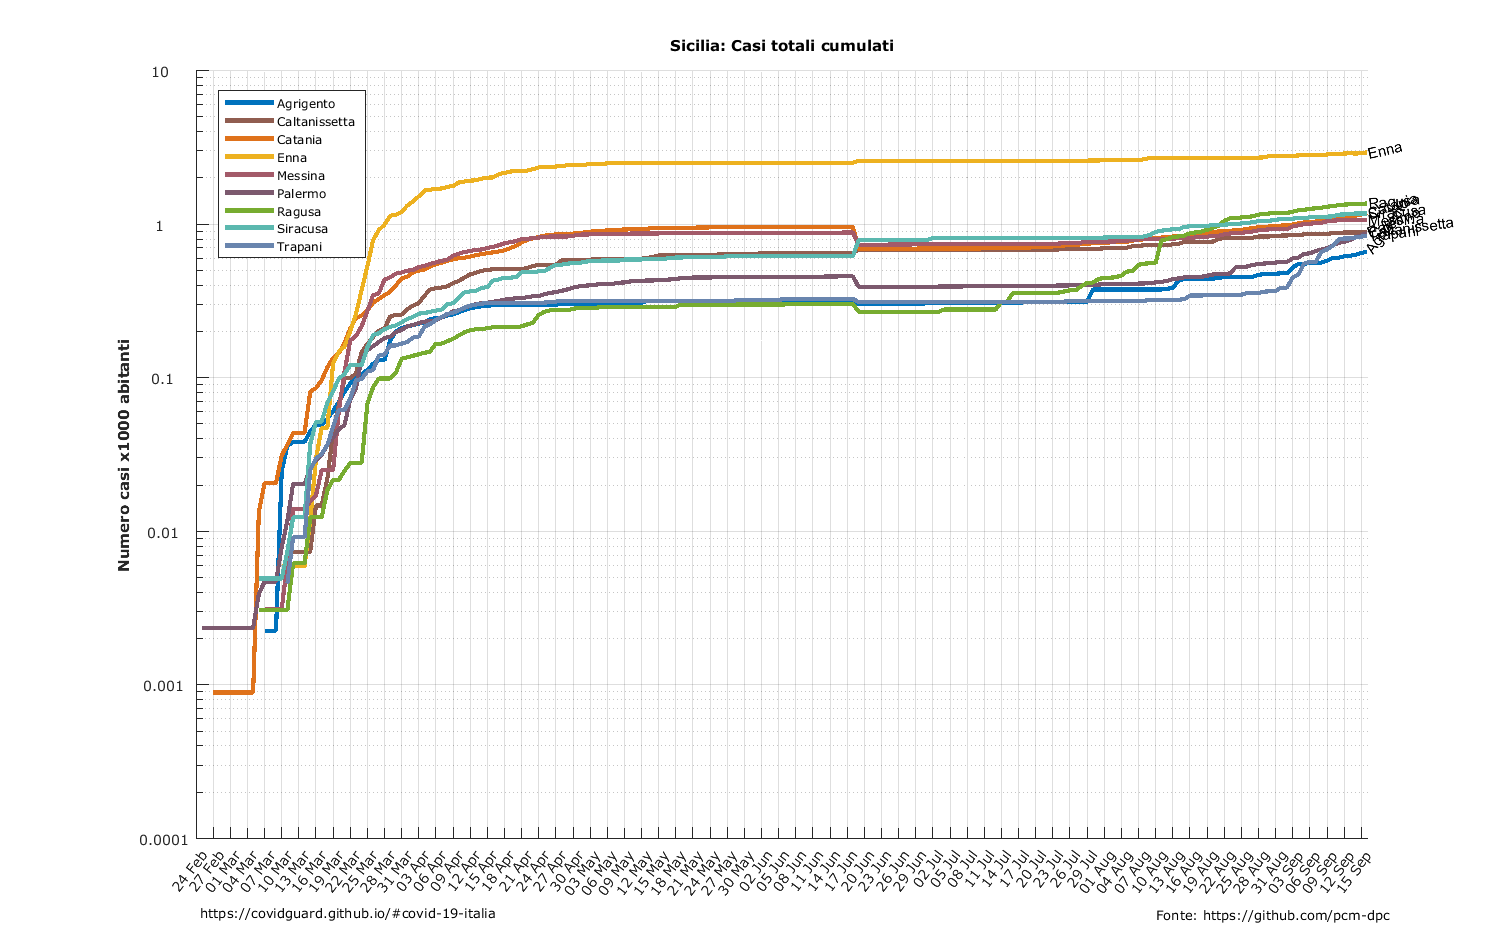 Sicilia: Casi totali cumulati
Numero casi x1000 abitanti
10
1
0.1
0.01
0.001
0.0001
Agrigento
Caltanissetta
Catania
Enna
Messina
Palermo
Ragusa
Siracusa
Trapani
Enna
Ragusa
Siracusa
Messina
Caltanissetta
Trapani
24 Feb
27 Feb
01 Mar
04 Mar
07 Mar
10 Mar
13 Mar
16 Mar
19 Mar
22 Mar
25 Mar
28 Mar
31 Mar
03 Apr
06 Apr
09 Apr
12 Apr
15 Apr
18 Apr
21 Apr
24 Apr
27 Apr
30 Apr
03 May
06 May
09 May
12 May
15 May
18 May
21 May
24 May
27 May
30 May
02 Jun
05 Jun
08 Jun
11 Jun
14 Jun
17 Jun
20 Jun
23 Jun
26 Jun
29 Jun
02 Jul
05 Jul
08 Jul
11 Jul
14 Jul
17 Jul
20 Jul
23 Jul
26 Jul
29 Jul
01 Aug
04 Aug
07 Aug
10 Aug
13 Aug
16 Aug
19 Aug
22 Aug
25 Aug
28 Aug
31 Aug
03 Sep
06 Sep
09 Sep
12 Sep
15 Sep
https://covidguard.github.io/#covid-19-italia
Fonte: https://github.com/pcm-dpc